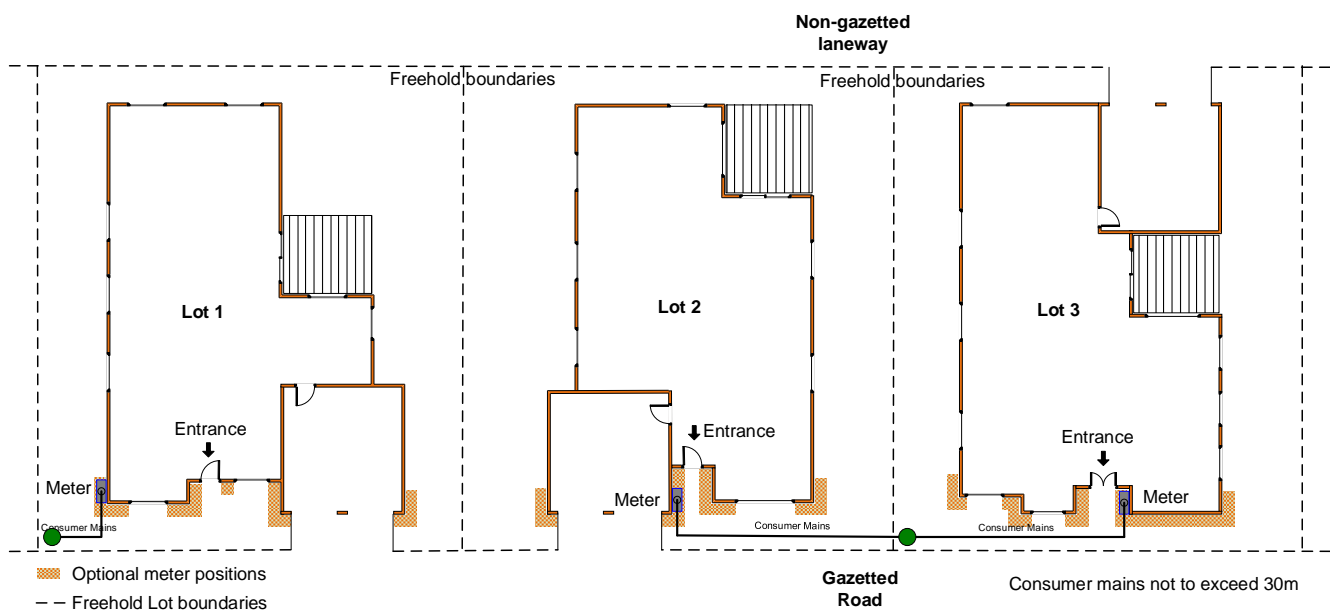 Non-gazetted
laneway
Freehold boundaries
Freehold boundaries
Lot 1
Lot 2
Lot 3
Entrance
Entrance
Entrance
Meter
Meter
Meter
Consumer Mains
Consumer Mains
Consumer Mains
Optional meter positions
Freehold Lot boundaries
Gazetted
Road
Consumer mains not to exceed 30m